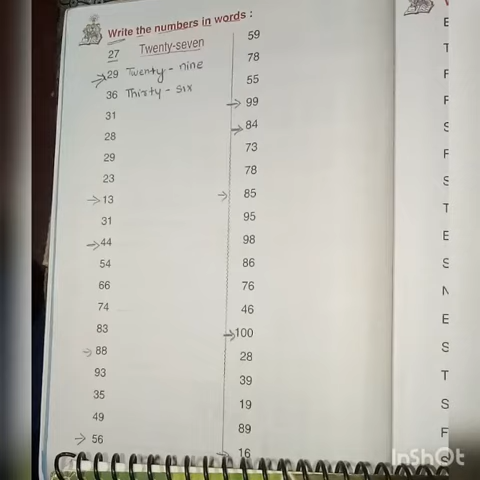 Write the numbers in words :
27 Twenty-seven
29 Twenty - nine
36 Thirty - six
31
28
29
23
13
31
44
54
66
74
83
88
93
35
49
56
59
78
55
99
84
73
78
85
95
98
86
76
46
100
28
39
19
89
16
E
T
F
F
S
F
S
T
E
S
N
E
S
T
S
F
InShOt